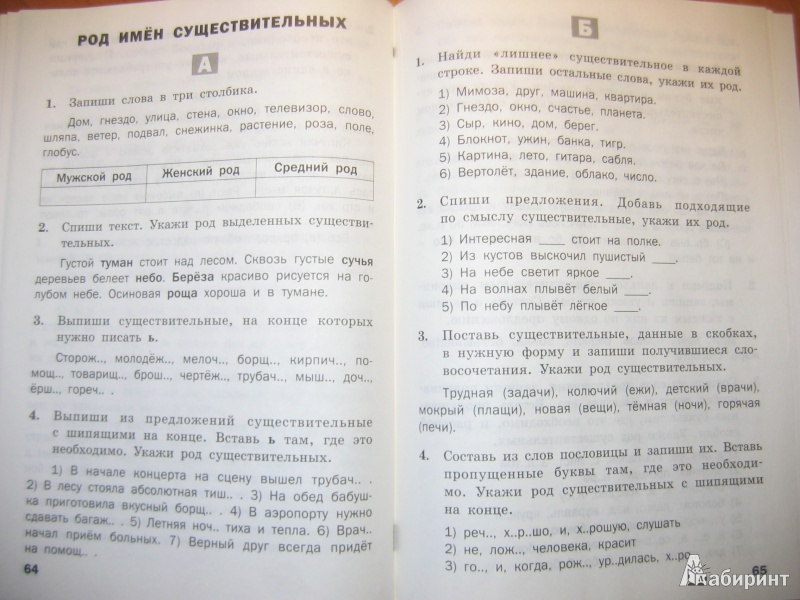 РОД ИМЁН СУЩЕСТВИТЕЛЬНЫХ
А
1. Запиши слова в три столбика.
Дом, гнездо, улица, стена, окно, телевизор, слово,
шляпа, ветер, подвал, снежинка, растение, роза, поле,
глобус.
Мужской род Женский род Средний род
2. Спиши текст. Укажи род выделенных существи-
тельных.
Густой туман стоит над лесом. Сквозь густые сучья
деревьев белеет небо. Берёза красиво рисуется на го-
лубом небе. Осиновая роща хороша и в тумане.
3. Выпиши существительные, на конце которых
нужно писать ь.
Сторож.., молодёж.., мелоч.., борщ.., кирпич.., по-
мощ.., товарищ.., брош.., чертёж.., трубач.., мыш.., доч..,
ёрш.., гореч.. .
4. Выпиши из предложений существительные
с шипящими на конце. Вставь ь там, где это
необходимо. Укажи род существительных.
1) В начале концерта на сцену вышел трубач.. .
2) В лесу стояла абсолютная тиш.. . 3) На обед бабуш-
ка приготовила вкусный борщ.. . 4) В аэропорту нужно
сдавать багаж.. . 5) Летняя ноч.. тиха и тепла. 6) Врач..
начал приём больных. 7) Верный друг всегда придёт
на помощ.. .
64
Б
1. Найди «лишнее» существительное в каждой
строке. Запиши остальные слова, укажи их род.
1) Мимоза, друг, машина, квартира.
2) Гнездо, окно, счастье, планета.
3) Сыр, кино, дом, берег.
4) Блокнот, ужин, банка, тигр.
5) Картина, лето, гитара, сабля.
6) Вертолёт, здание, облако, число.
2. Спиши предложения. Добавь подходящие
по смыслу существительные, укажи их род.
1) Интересная ____ стоит на полке.
2) Из кустов выскочил пушистый ____.
3) На небе светит яркое ____.
4) На волнах плывёт белый ____.
5) По небу плывёт лёгкое ____.
3. Поставь существительные, данные в скобках,
в нужную форму и запиши получившиеся сло-
восочетания. Укажи род существительных.
Трудная (задачи), колючий (ежи), детский (врачи),
мокрый (плащи), новая (вещи), тёмная (ночи), горячая
(печи).
4. Составь из слов пословицы и запиши их. Вставь
пропущенные буквы там, где это необходи-
мо. Укажи род существительных с шипящими
на конце.
1) реч.., х..р..шо, и, х..рошую, слушать
2) не, лож.., человека, красит
3) го.., и, когда, рож.., ур..дилась, х..ро
65
Лабиринт.ру